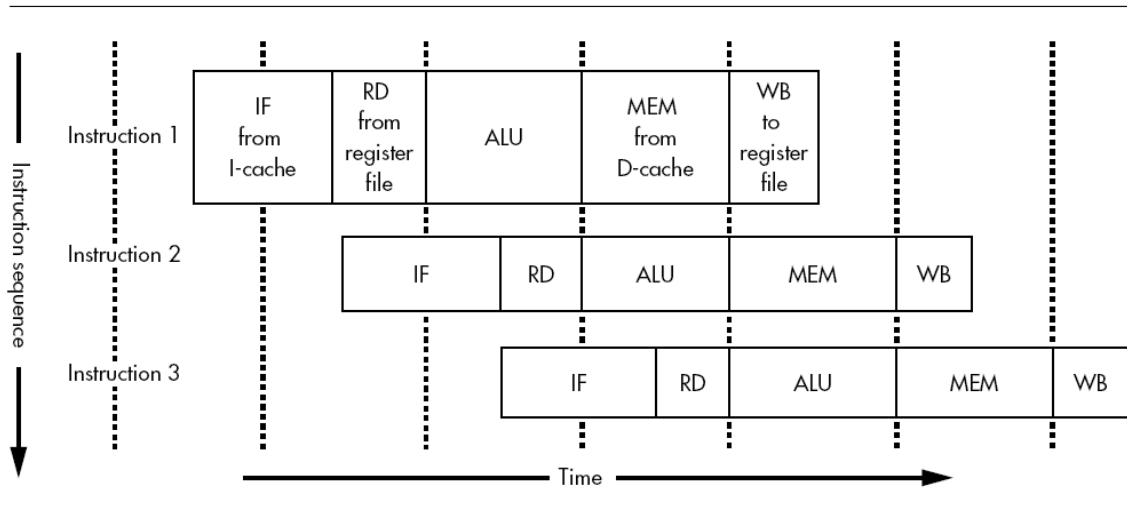 Instruction sequence
Instruction 1
IF
from
I-cache
RD
from
register
file
ALU
MEM
from
D-cache
WB
to
register
file
Instruction 2
IF
RD
ALU
MEM
WB
Instruction 3
IF
RD
ALU
MEM
WB
Time